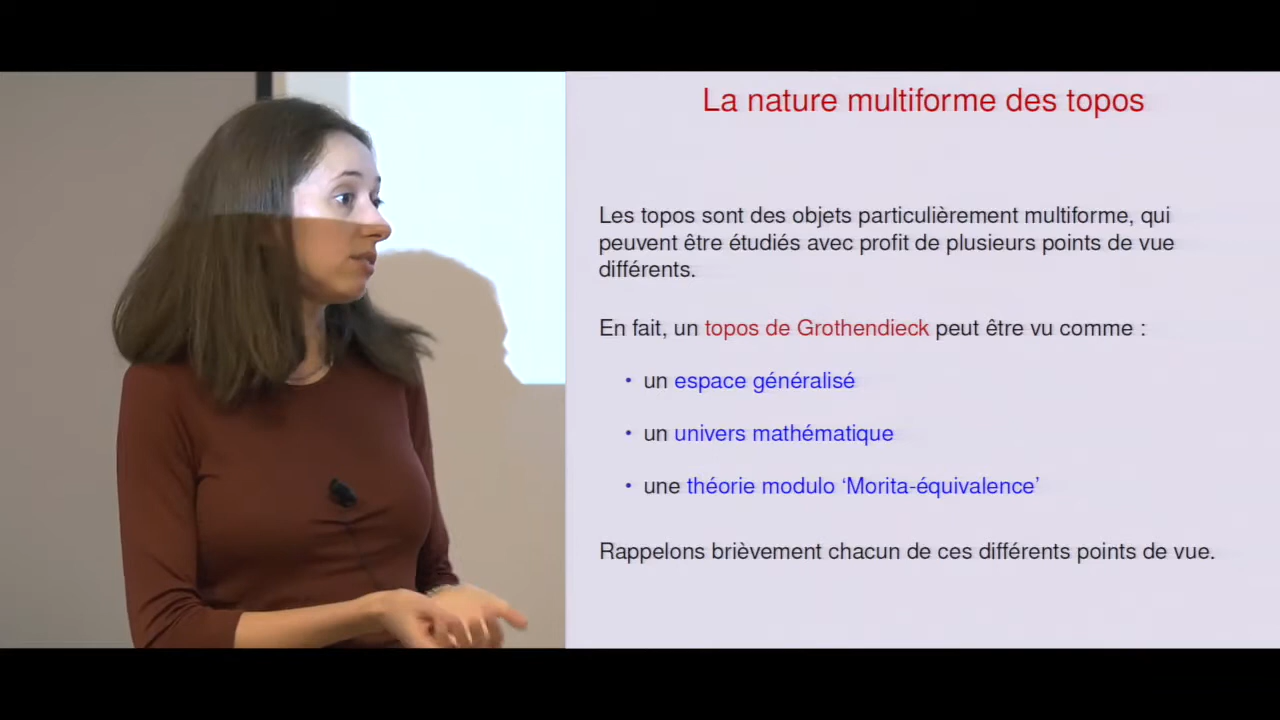 La nature multiforme des topos
Les topos sont des objets particulièrement multiforme, qui
peuvent être étudiés avec profit de plusieurs points de vue
différents.
En fait, un topos de Grothendieck peut être vu comme :
• un espace généralisé
• un univers mathématique
• une théorie modulo ‘Morita-équivalence’
Rappelons brièvement chacun de ces différents points de vue.